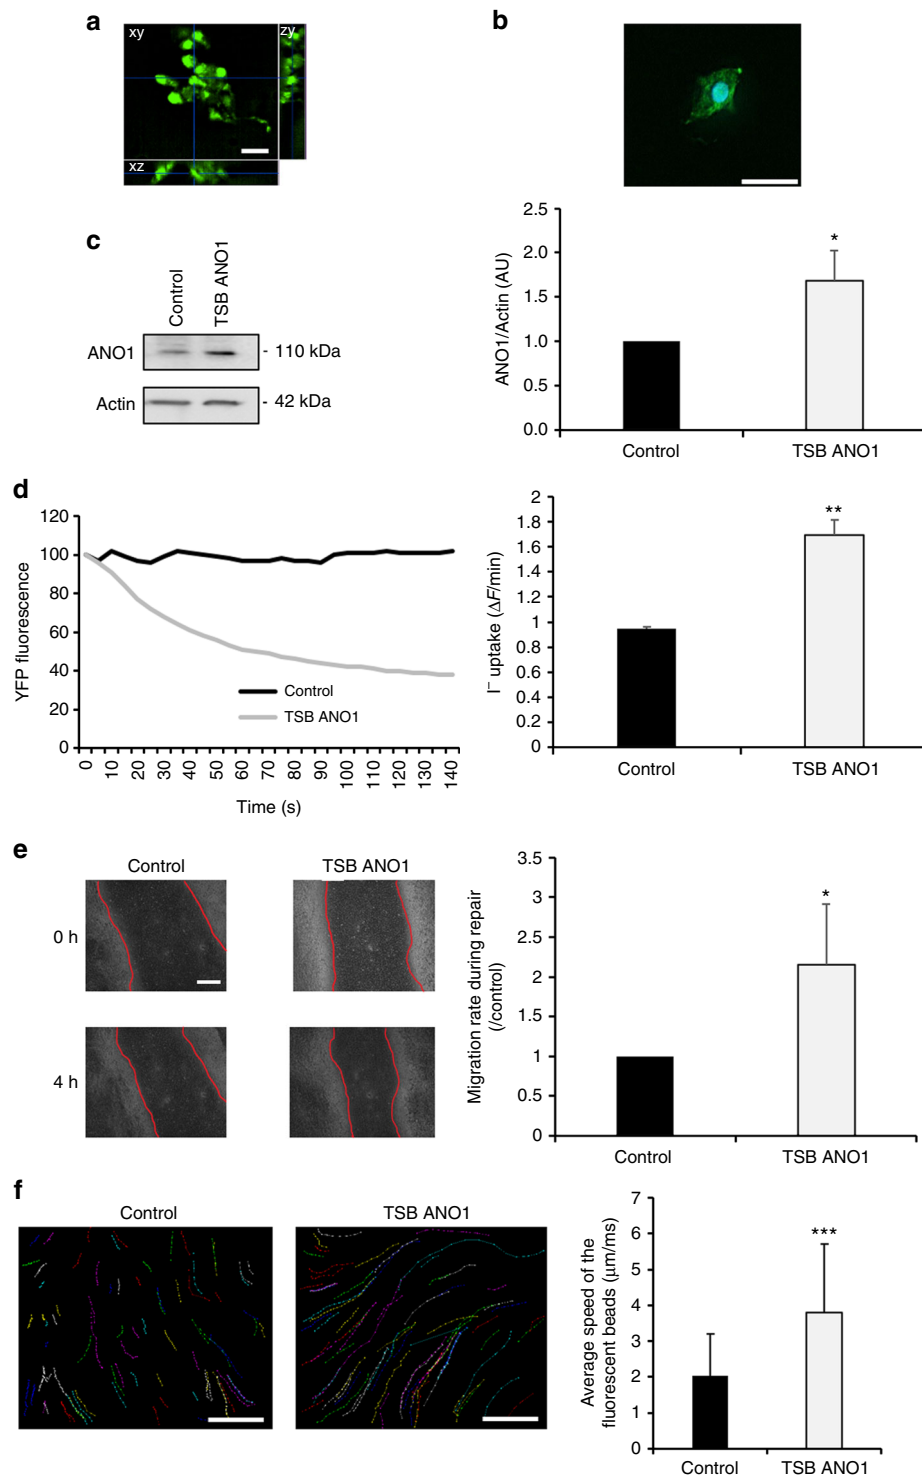 a
xy
zy
xz
b
c
Control
TSB ANO1
ANO1
- 110 kDa
Actin
- 42 kDa
ANO1/Actin (AU)
2.5
2.0
1.5
1.0
0.5
0.0
*
Control
TSB ANO1
d
YFP fluorescence
120
100
80
60
40
20
0
Control
TSB ANO1
0
10
20
30
40
50
60
70
80
90
100
110
120
130
140
Time (s)
I⁻ uptake (ΔF/min)
2
1.8
1.6
1.4
1.2
1
0.8
0.6
0.4
0.2
0
**
Control
TSB ANO1
e
Control
TSB ANO1
0 h
4 h
Migration rate during repair
(/control)
3.5
3
2.5
2
1.5
1
0.5
0
*
Control
TSB ANO1
f
Control
TSB ANO1
Average speed of the
fluorescent beads (μm/ms)
7
6
5
4
3
2
1
0
***
Control
TSB ANO1